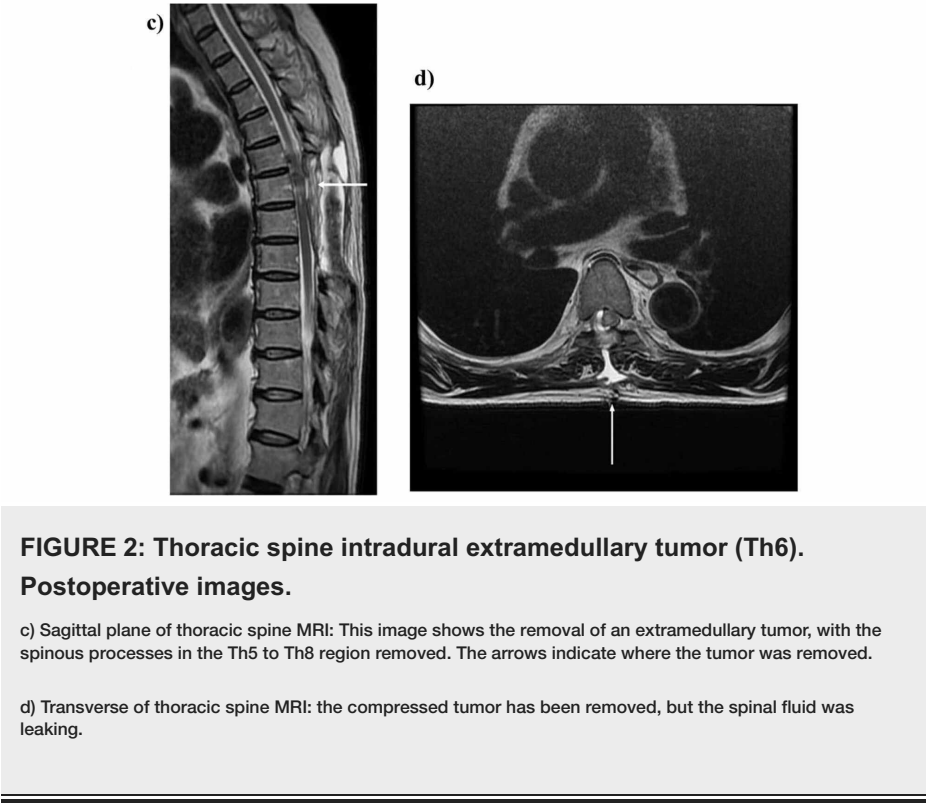 c)
d)
FIGURE 2: Thoracic spine intradural extramedullary tumor (Th6).
Postoperative images.
c) Sagittal plane of thoracic spine MRI: This image shows the removal of an extramedullary tumor, with the
spinous processes in the Th5 to Th8 region removed. The arrows indicate where the tumor was removed.
d) Transverse of thoracic spine MRI: the compressed tumor has been removed, but the spinal fluid was
leaking.